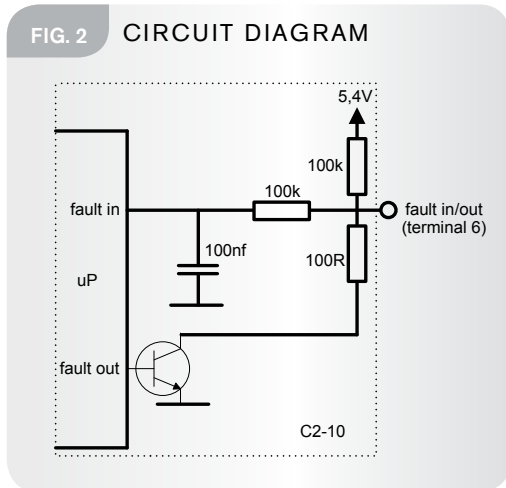 FIG. 2 CIRCUIT DIAGRAM
5,4V
100k
100k
fault in
fault in/out
(terminal 6)
100nf
100R
uP
fault out
C2-10